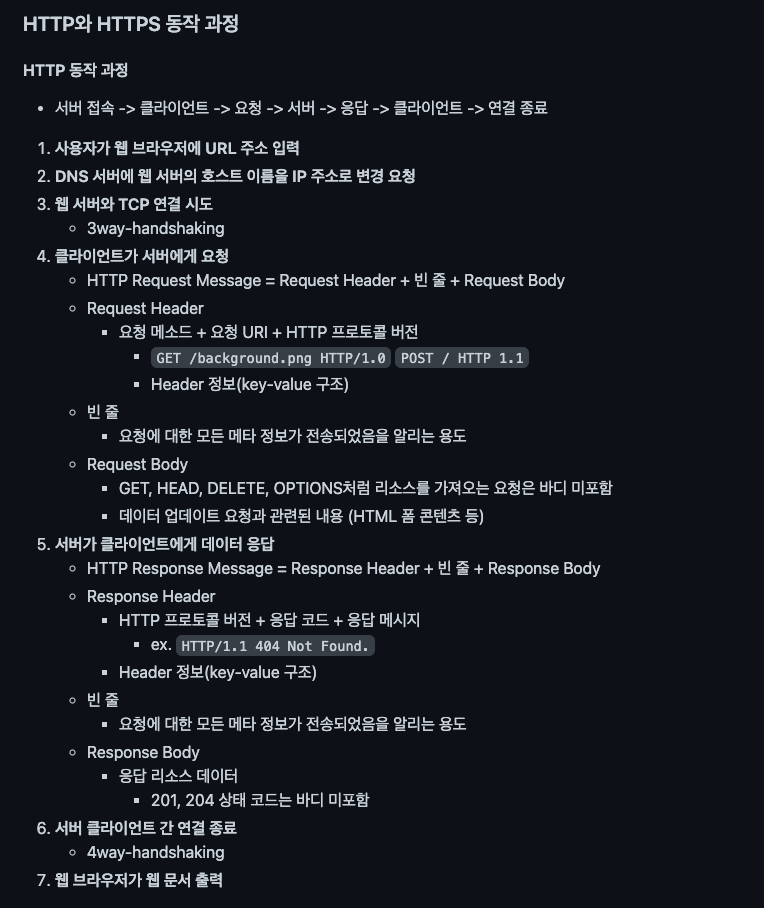 HTTP와 HTTPS 동작 과정
HTTP 동작 과정
• 서버 접속 -> 클라이언트 -> 요청 -> 서버 -> 응답 -> 클라이언트 -> 연결 종료
1. 사용자가 웹 브라우저에 URL 주소 입력
2. DNS 서버에 웹 서버의 호스트 이름을 IP 주소로 변경 요청
3. 웹 서버와 TCP 연결 시도
◦ 3way-handshaking
4. 클라이언트가 서버에게 요청
◦ HTTP Request Message = Request Header + 빈 줄 + Request Body
◦ Request Header
▪ 요청 메소드 + 요청 URI + HTTP 프로토콜 버전
▪ GET /background.png HTTP/1.0 POST / HTTP 1.1
▪ Header 정보(key-value 구조)
◦ 빈 줄
▪ 요청에 대한 모든 메타 정보가 전송되었음을 알리는 용도
◦ Request Body
▪ GET, HEAD, DELETE, OPTIONS처럼 리소스를 가져오는 요청은 바디 미포함
▪ 데이터 업데이트 요청과 관련된 내용 (HTML 폼 콘텐츠 등)
5. 서버가 클라이언트에게 데이터 응답
◦ HTTP Response Message = Response Header + 빈 줄 + Response Body
◦ Response Header
▪ HTTP 프로토콜 버전 + 응답 코드 + 응답 메시지
▪ ex. HTTP/1.1 404 Not Found.
▪ Header 정보(key-value 구조)
◦ 빈 줄
▪ 요청에 대한 모든 메타 정보가 전송되었음을 알리는 용도
◦ Response Body
▪ 응답 리소스 데이터
▪ 201, 204 상태 코드는 바디 미포함
6. 서버 클라이언트 간 연결 종료
◦ 4way-handshaking
7. 웹 브라우저가 웹 문서 출력